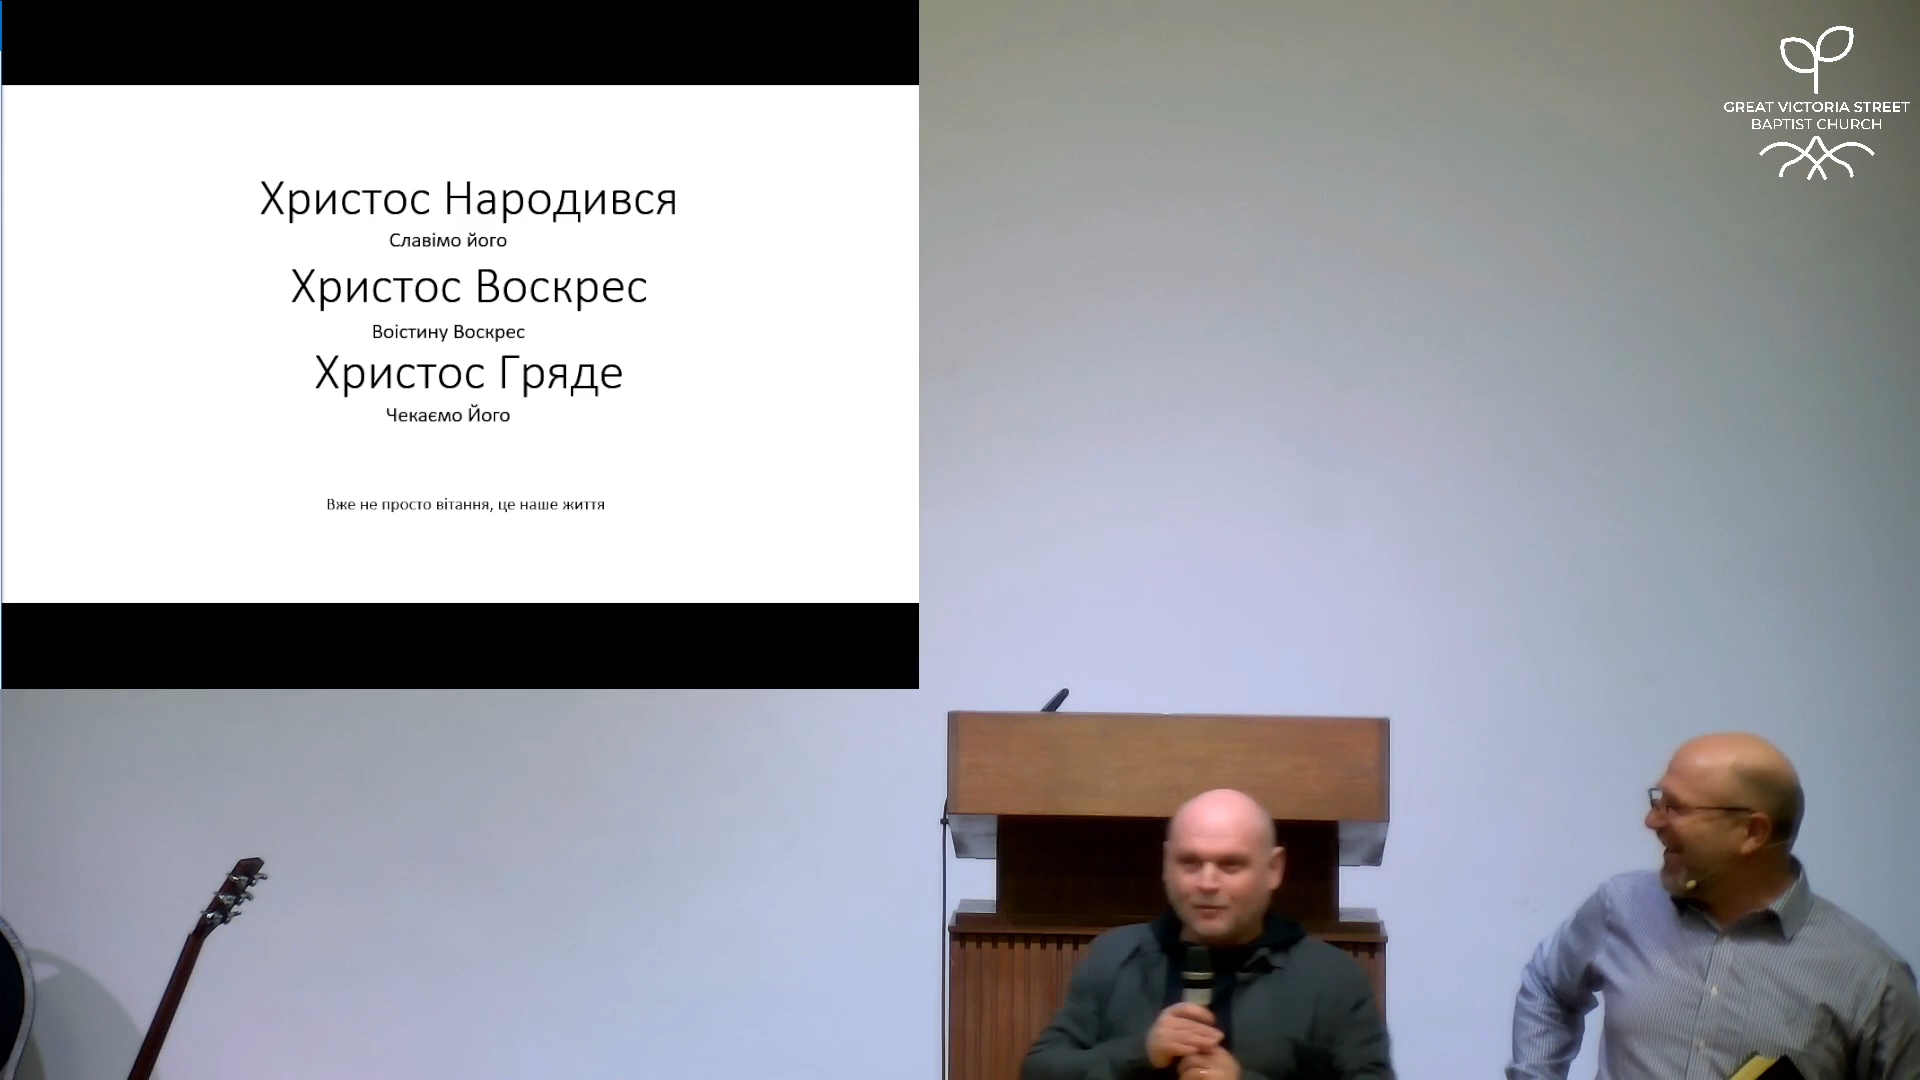 Христос Народився
Славімо його
Христос Воскрес
Воістину Воскрес
Христос Гряде
Чекаємо Його
Вже не просто вітання, це наше життя
GREAT VICTORIA STREET
BAPTIST CHURCH